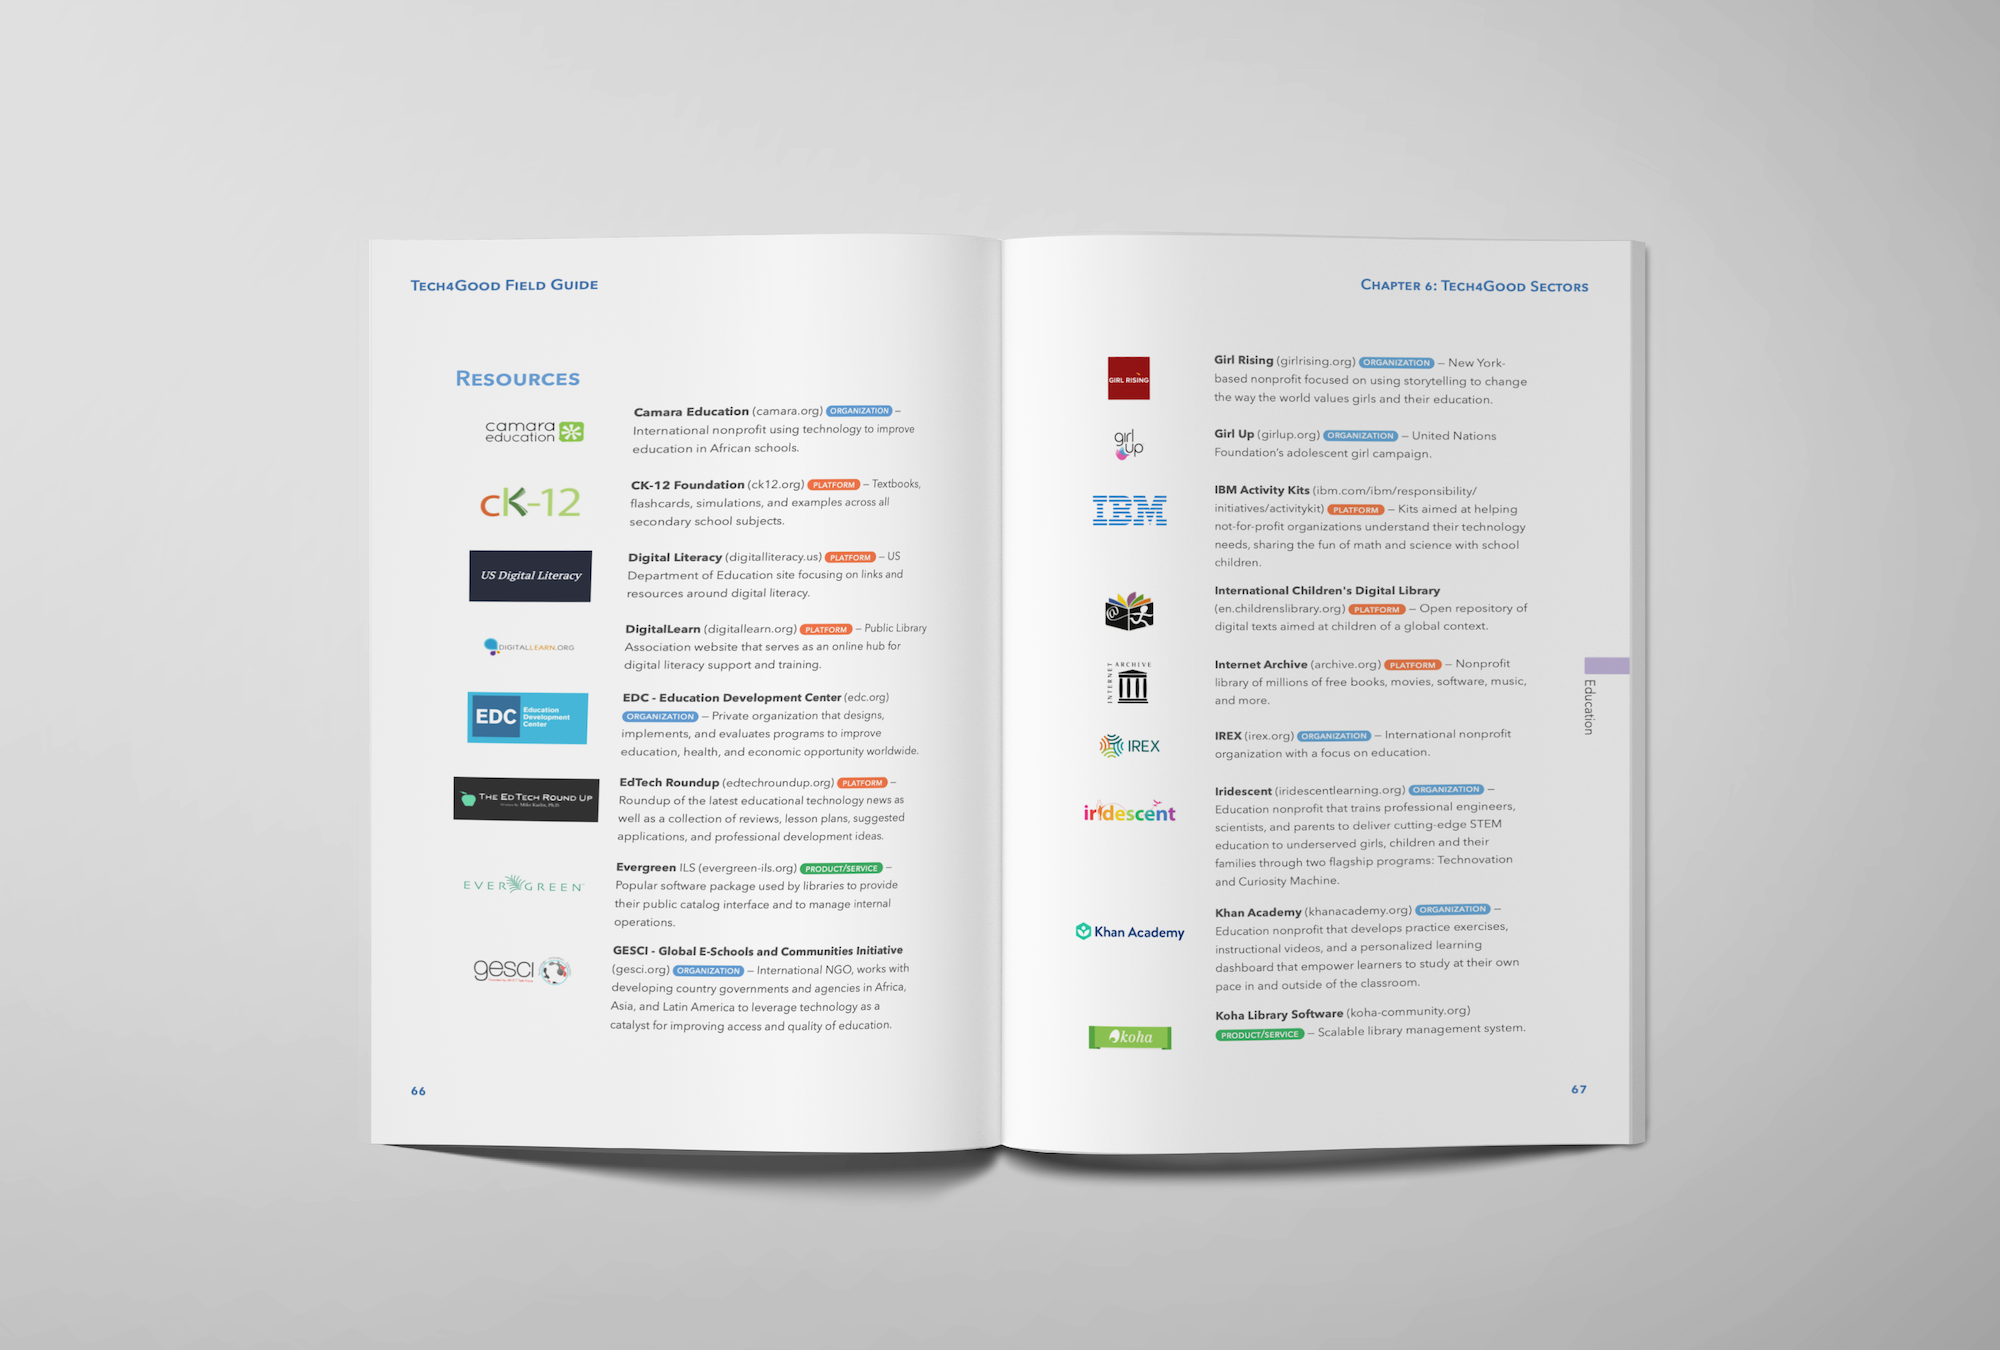 Tech4Good Field Guide
Resources
camara
education
Camara Education (camara.org) ORGANIZATION –
International nonprofit using technology to improve
education in African schools.
cK-12
CK-12 Foundation (ck12.org) PLATFORM – Textbooks,
flashcards, simulations, and examples across all
secondary school subjects.
US Digital Literacy
Digital Literacy (digitalliteracy.us) PLATFORM – US
Department of Education site focusing on links and
resources around digital literacy.
DIGITALLEARN.ORG
DigitalLearn (digitallearn.org) PLATFORM – Public Library
Association website that serves as an online hub for
digital literacy support and training.
EDC Education
Development
Center
EDC - Education Development Center (edc.org)
ORGANIZATION – Private organization that designs,
implements, and evaluates programs to improve
education, health, and economic opportunity worldwide.
The EdTech Round Up
Mike Karlin, Ph.D.
EdTech Roundup (edtechroundup.org) PLATFORM –
Roundup of the latest educational technology news as
well as a collection of reviews, lesson plans, suggested
applications, and professional development ideas.
EVERGREEN
Evergreen ILS (evergreen-ils.org) PRODUCT/SERVICE –
Popular software package used by libraries to provide
their public catalog interface and to manage internal
operations.
gesci
GESCI - Global E-Schools and Communities Initiative
(gesci.org) ORGANIZATION – International NGO, works with
developing country governments and agencies in Africa,
Asia, and Latin America to leverage technology as a
catalyst for improving access and quality of education.
66
Chapter 6: Tech4Good Sectors
GIRL RISING
Girl Rising (girlrising.org) ORGANIZATION – New York-
based nonprofit focused on using storytelling to change
the way the world values girls and their education.
girl
up
Girl Up (girlup.org) ORGANIZATION – United Nations
Foundation's adolescent girl campaign.
IBM
IBM Activity Kits (ibm.com/ibm/responsibility/
initiatives/activitykit) PLATFORM – Kits aimed at helping
not-for-profit organizations understand their technology
needs, sharing the fun of math and science with school
children.
@
International Children's Digital Library
(en.childrenslibrary.org) PLATFORM – Open repository of
digital texts aimed at children of a global context.
INTERNET ARCHIVE
Internet Archive (archive.org) PLATFORM – Nonprofit
library of millions of free books, movies, software, music,
and more.
IREX
IREX (irex.org) ORGANIZATION – International nonprofit
organization with a focus on education.
iridescent
Iridescent (iridescentlearning.org) ORGANIZATION –
Education nonprofit that trains professional engineers,
scientists, and parents to deliver cutting-edge STEM
education to underserved girls, children and their
families through two flagship programs: Technovation
and Curiosity Machine.
Khan Academy
Khan Academy (khanacademy.org) ORGANIZATION –
Education nonprofit that develops practice exercises,
instructional videos, and a personalized learning
dashboard that empower learners to study at their own
pace in and outside of the classroom.
koha
Koha Library Software (koha-community.org)
PRODUCT/SERVICE – Scalable library management system.
Education
67